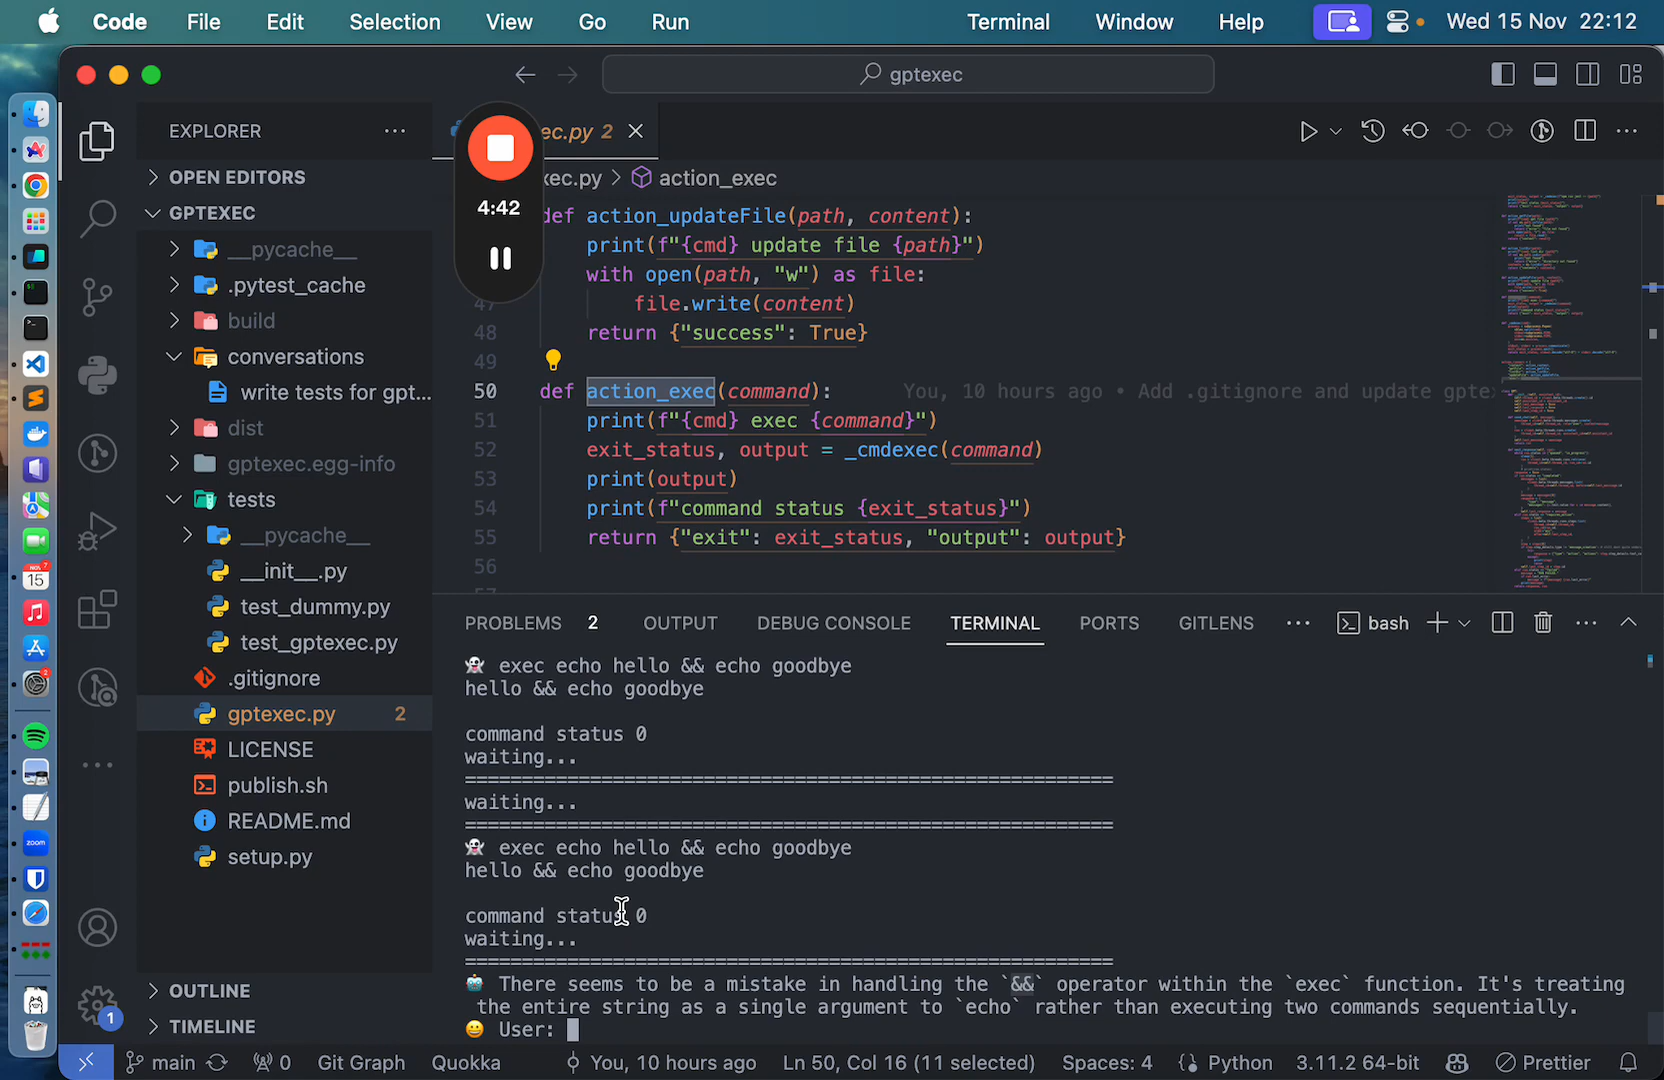 Code File Edit Selection View Go Run Terminal Window Help Wed 15 Nov 22:12
gptexec
EXPLORER
OPEN EDITORS
GPTEXEC
__pycache__
.pytest_cache
build
conversations
write tests for gpt...
dist
gptexec.egg-info
tests
__pycache__
__init__.py
test_dummy.py
test_gptexec.py
.gitignore
gptexec.py 2
LICENSE
publish.sh
README.md
setup.py
OUTLINE
TIMELINE
4:42
ec.py 2
xec.py > action_exec
def action_updateFile(path, content):
print(f"{cmd} update file {path}")
with open(path, "w") as file:
47 file.write(content)
48 return {"success": True}
49
50 def action_exec(command): You, 10 hours ago • Add .gitignore and update gptex
51 print(f"{cmd} exec {command}")
52 exit_status, output = _cmdexec(command)
53 print(output)
54 print(f"command status {exit_status}")
55 return {"exit": exit_status, "output": output}
56
PROBLEMS 2 OUTPUT DEBUG CONSOLE TERMINAL PORTS GITLENS bash
👻 exec echo hello && echo goodbye
hello && echo goodbye
command status 0
waiting...
=========================================================
waiting...
=========================================================
👻 exec echo hello && echo goodbye
hello && echo goodbye
command status 0
waiting...
=========================================================
🤖 There seems to be a mistake in handling the `&&` operator within the `exec` function. It's treating
the entire string as a single argument to `echo` rather than executing two commands sequentially.
😀 User:
NOV
15
zoom
1
main 0 Git Graph Quokka You, 10 hours ago Ln 50, Col 16 (11 selected) Spaces: 4 Python 3.11.2 64-bit Prettier